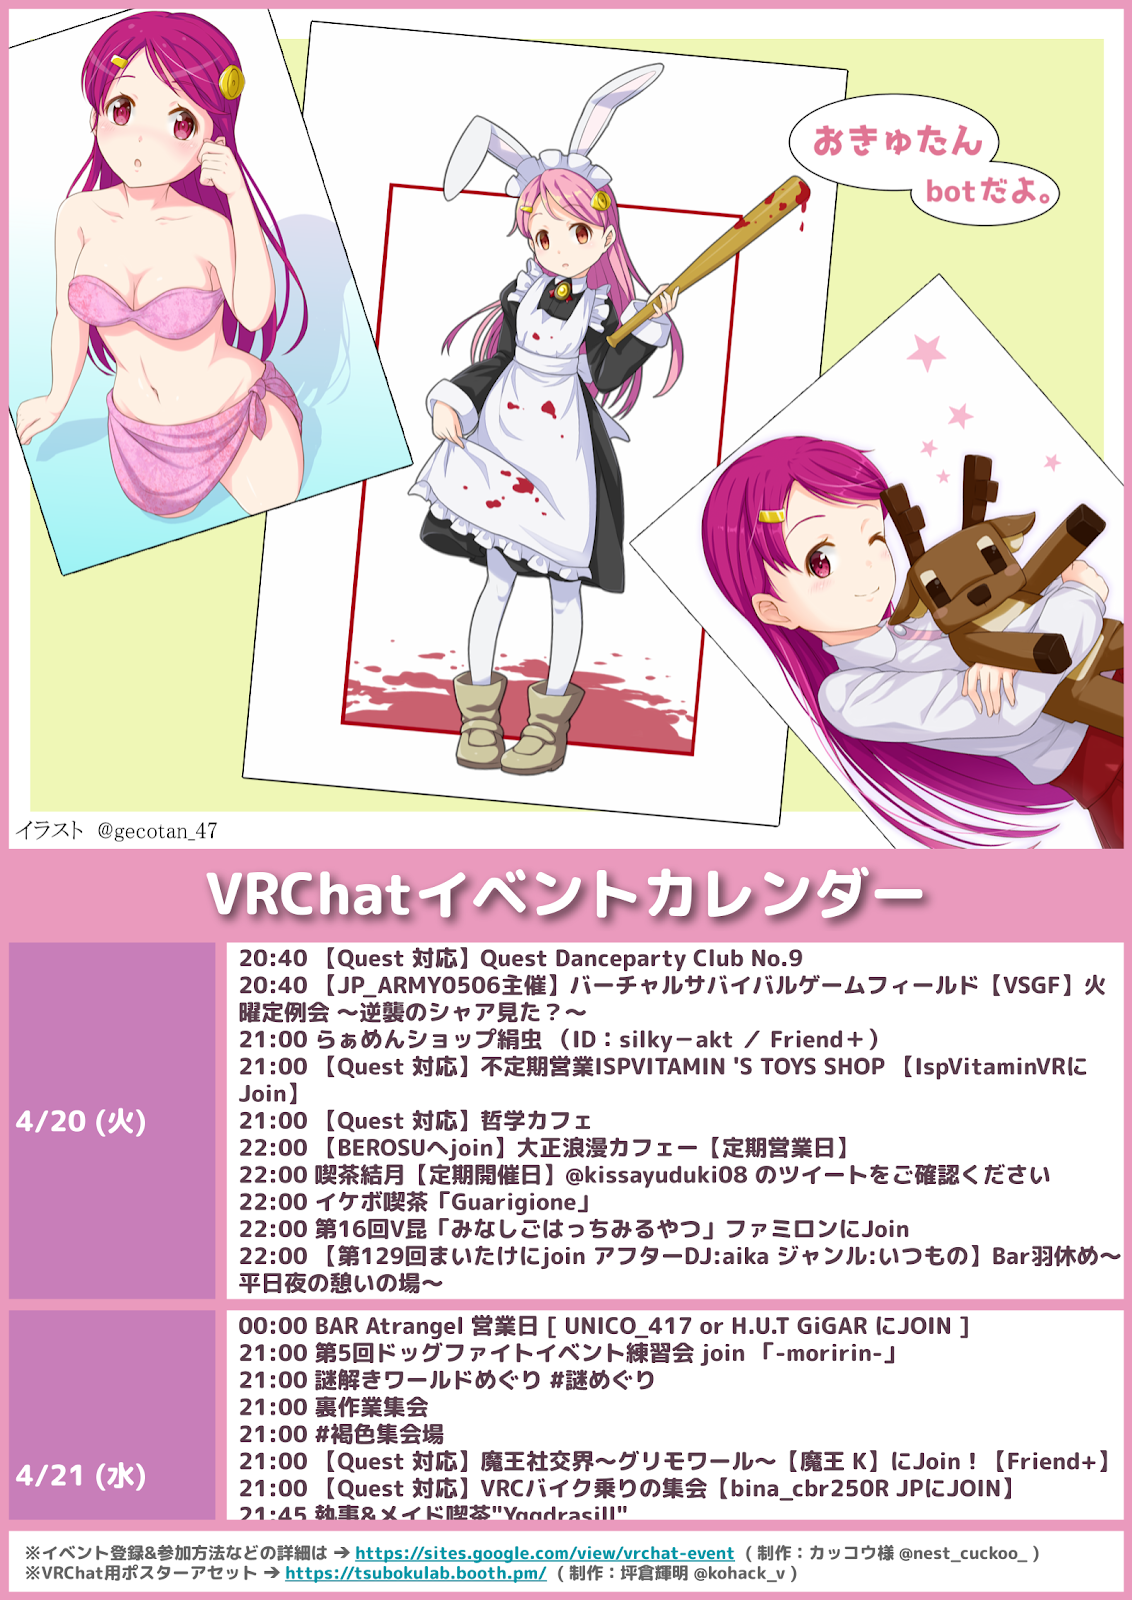 おきゅたん
botだよ。
イラスト @gecotan_47
VRChatイベントカレンダー
4/20 (火)
20:40 【Quest 対応】Quest Danceparty Club No.9
20:40 【JP_ARMY0506主催】バーチャルサバイバルゲームフィールド【VSGF】火
曜定例会 ～逆襲のシャア見た？～
21:00 らぁめんショップ絹虫 （ID：silky－akt ／ Friend＋）
21:00 【Quest 対応】不定期営業ISPVITAMIN 'S TOYS SHOP 【IspVitaminVRに
Join】
21:00 【Quest 対応】哲学カフェ
22:00 【BEROSUへjoin】大正浪漫カフェー【定期営業日】
22:00 喫茶結月【定期開催日】@kissayuduki08 のツイートをご確認ください
22:00 イケボ喫茶「Guarigione」
22:00 第16回V昆「みなしごはっちみるやつ」ファミロンにJoin
22:00 【第129回まいたけにjoin アフターDJ:aika ジャンル:いつもの】Bar羽休め～
平日夜の憩いの場～
4/21 (水)
00:00 BAR Atrangel 営業日 [ UNICO_417 or H.U.T GiGAR にJOIN ]
21:00 第5回ドッグファイトイベント練習会 join 「-moririn-」
21:00 謎解きワールドめぐり #謎めぐり
21:00 裏作業集会
21:00 #褐色集会場
21:00 【Quest 対応】魔王社交界～グリモワール～【魔王 K】にJoin！【Friend+】
21:00 【Quest 対応】VRCバイク乗りの集会【bina_cbr250R JPにJOIN】
21:45 執事&メイド喫茶"Yggdrasill"
※イベント登録&参加方法などの詳細は ➔ https://sites.google.com/view/vrchat-event （ 制作：カッコウ様 @nest_cuckoo_ ）
※VRChat用ポスターアセット ➔ https://tsubokulab.booth.pm/ （ 制作：坪倉輝明 @kohack_v ）